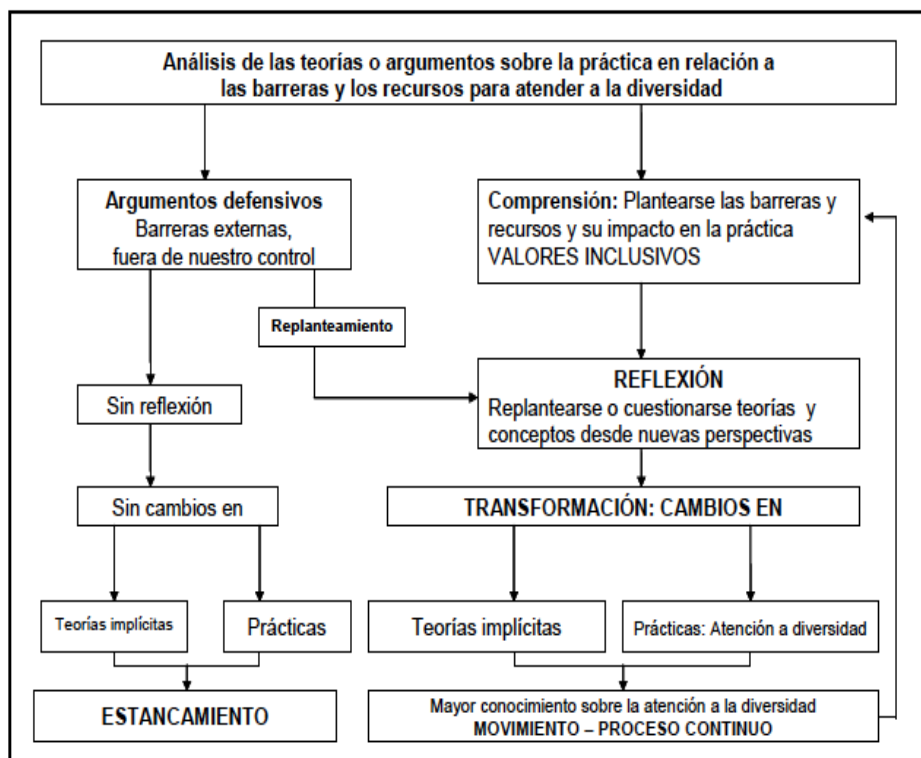 Análisis de las teorías o argumentos sobre la práctica en relación a
las barreras y los recursos para atender a la diversidad
Argumentos defensivos
Barreras externas,
fuera de nuestro control
Comprensión: Plantearse las barreras y
recursos y su impacto en la práctica
VALORES INCLUSIVOS
Replanteamiento
Sin reflexión
REFLEXIÓN
Replantearse o cuestionarse teorías y
conceptos desde nuevas perspectivas
Sin cambios en
TRANSFORMACIÓN: CAMBIOS EN
Teorías implícitas
Prácticas
Teorías implícitas
Prácticas: Atención a diversidad
ESTANCAMIENTO
Mayor conocimiento sobre la atención a la diversidad
MOVIMIENTO – PROCESO CONTINUO